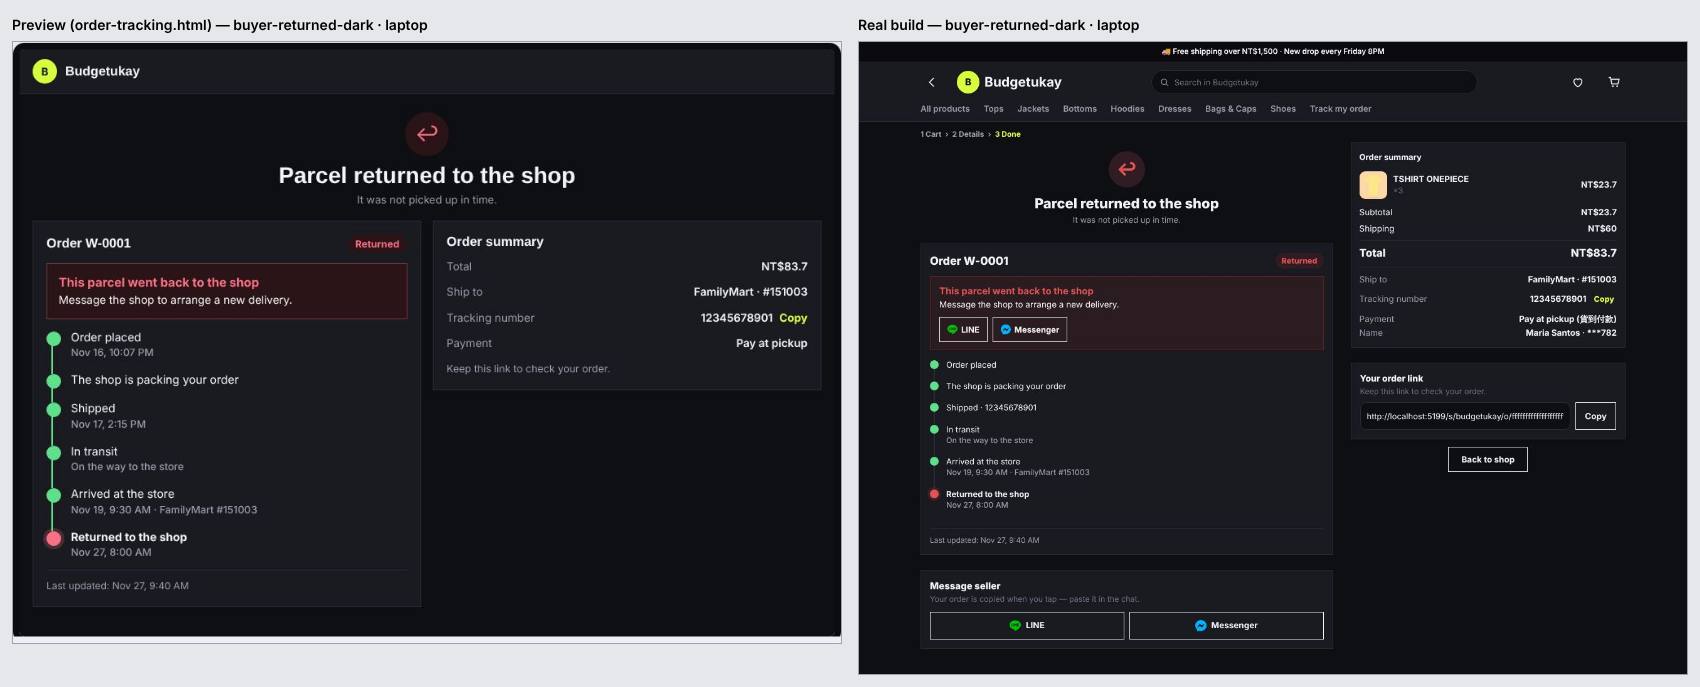 Preview (order-tracking.html) — buyer-returned-dark · laptop
B Budgetukay
Parcel returned to the shop
It was not picked up in time.
Order W-0001 Returned
This parcel went back to the shop
Message the shop to arrange a new delivery.
Order placed
Nov 16, 10:07 PM
The shop is packing your order
Shipped
Nov 17, 2:15 PM
In transit
On the way to the store
Arrived at the store
Nov 19, 9:30 AM · FamilyMart #151003
Returned to the shop
Nov 27, 8:00 AM
Last updated: Nov 27, 9:40 AM
Order summary
Total NT$83.7
Ship to FamilyMart · #151003
Tracking number 12345678901 Copy
Payment Pay at pickup
Keep this link to check your order.
Real build — buyer-returned-dark · laptop
🚚 Free shipping over NT$1,500 · New drop every Friday 8PM
B Budgetukay
Search in Budgetukay
All products Tops Jackets Bottoms Hoodies Dresses Bags & Caps Shoes Track my order
1 Cart › 2 Details › 3 Done
Parcel returned to the shop
It was not picked up in time.
Order W-0001 Returned
This parcel went back to the shop
Message the shop to arrange a new delivery.
LINE Messenger
Order placed
The shop is packing your order
Shipped · 12345678901
In transit
On the way to the store
Arrived at the store
Nov 19, 9:30 AM · FamilyMart #151003
Returned to the shop
Nov 27, 8:00 AM
Last updated: Nov 27, 9:40 AM
Message seller
Your order is copied when you tap — paste it in the chat.
LINE Messenger
Order summary
TSHIRT ONEPIECE NT$23.7
×3
Subtotal NT$23.7
Shipping NT$60
Total NT$83.7
Ship to FamilyMart · #151003
Tracking number 12345678901 Copy
Payment Pay at pickup (貨到付款)
Name Maria Santos · ***782
Your order link
Keep this link to check your order.
http://localhost:5199/s/budgetukay/o/ffffffffffffffffffff Copy
Back to shop